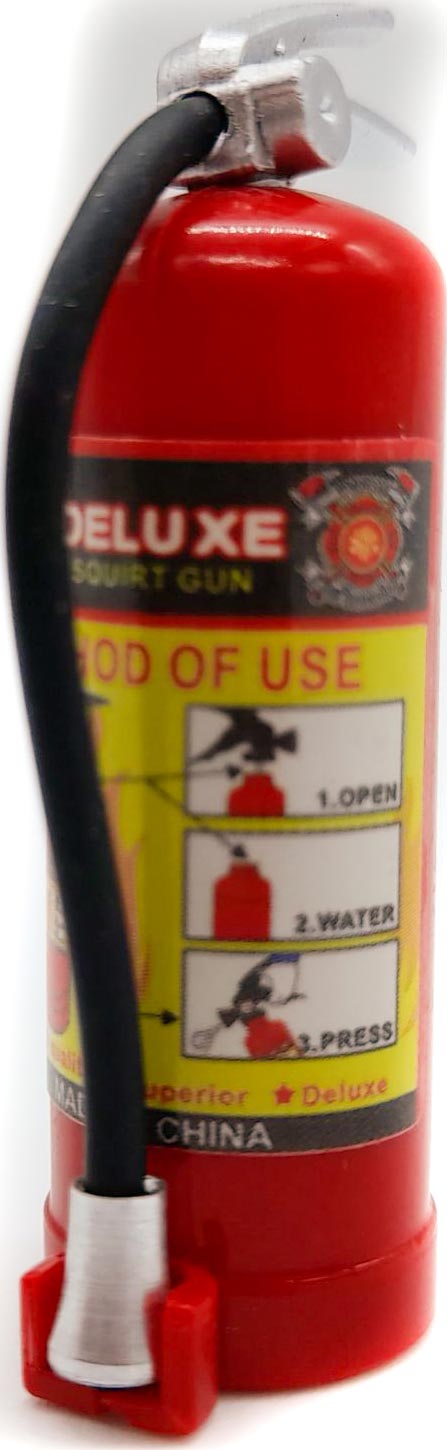 DELUXE
SQUIRT GUN
HOD OF USE
1.OPEN
2.WATER
3.PRESS
uperior ★Deluxe
MAD CHINA